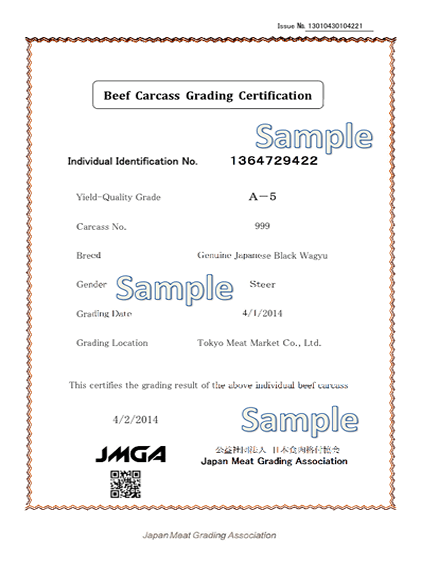 Issue № 13010430104221
Beef Carcass Grading Certification
Sample
Individual Identification No. 1364729422
Yield-Quality Grade A-5
Carcass No. 999
Breed Genuine Japanese Black Wagyu
Gender Steer
Sample
Grading Date 4/1/2014
Grading Location Tokyo Meat Market Co., Ltd.
This certifies the grading result of the above individual beef carcass
4/2/2014
Sample
JMGA
公益社団法人 日本食肉格付協会
Japan Meat Grading Association
Japan Meat Grading Association